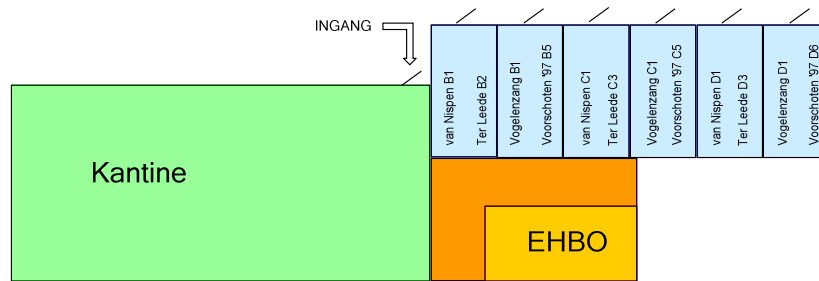 INGANG
van Nispen B1
Ter Leede B2
Vogelenzang B1
Voorschoten '97 B5
van Nispen C1
Ter Leede C3
Vogelenzang C1
Voorschoten '97 C5
van Nispen D1
Ter Leede D3
Vogelenzang D1
Voorschoten '97 D6
Kantine
EHBO